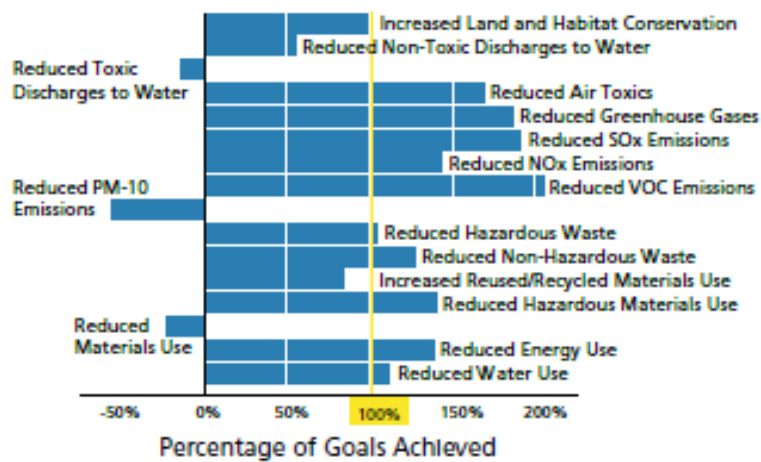 Increased Land and Habitat Conservation
Reduced Non-Toxic Discharges to Water
Reduced Toxic
Discharges to Water
Reduced Air Toxics
Reduced Greenhouse Gases
Reduced SOx Emissions
Reduced NOx Emissions
Reduced VOC Emissions
Reduced PM-10
Emissions
Reduced Hazardous Waste
Reduced Non-Hazardous Waste
Increased Reused/Recycled Materials Use
Reduced Hazardous Materials Use
Reduced
Materials Use
Reduced Energy Use
Reduced Water Use
-50% 0% 50% 100% 150% 200%
Percentage of Goals Achieved